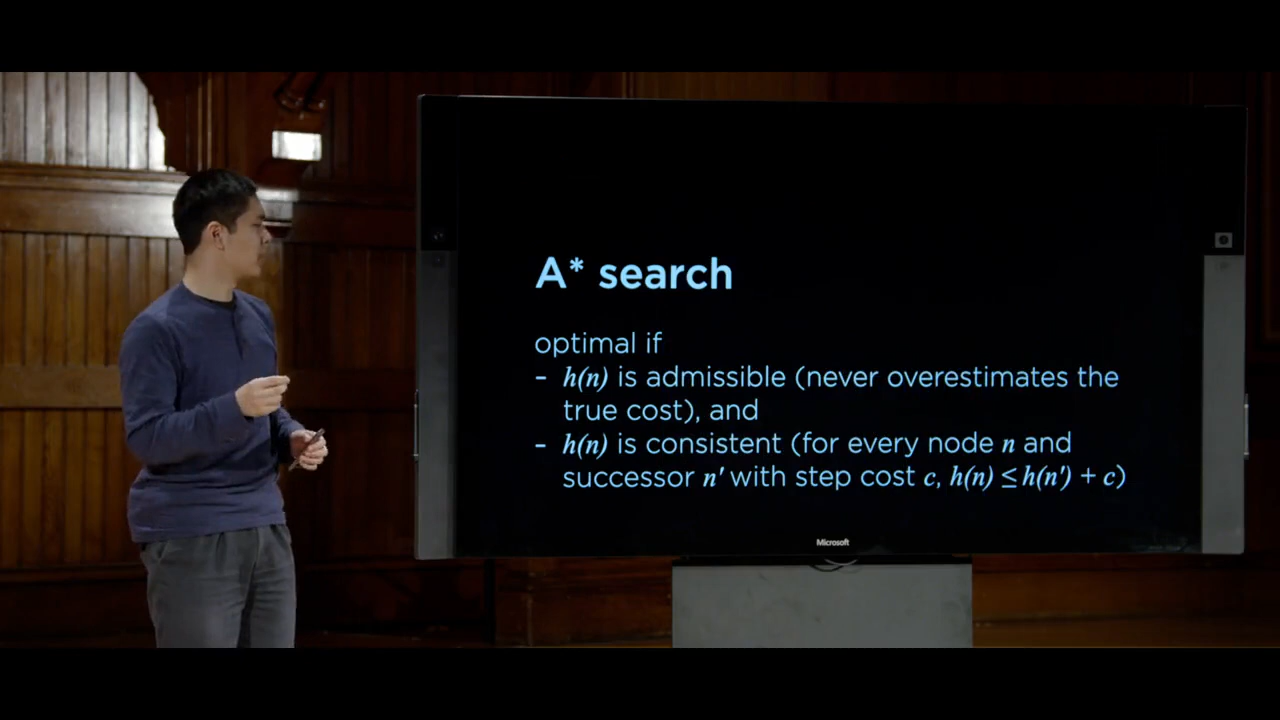 A* search
optimal if
- h(n) is admissible (never overestimates the
true cost), and
- h(n) is consistent (for every node n and
successor n' with step cost c, h(n) ≤ h(n') + c)
Microsoft